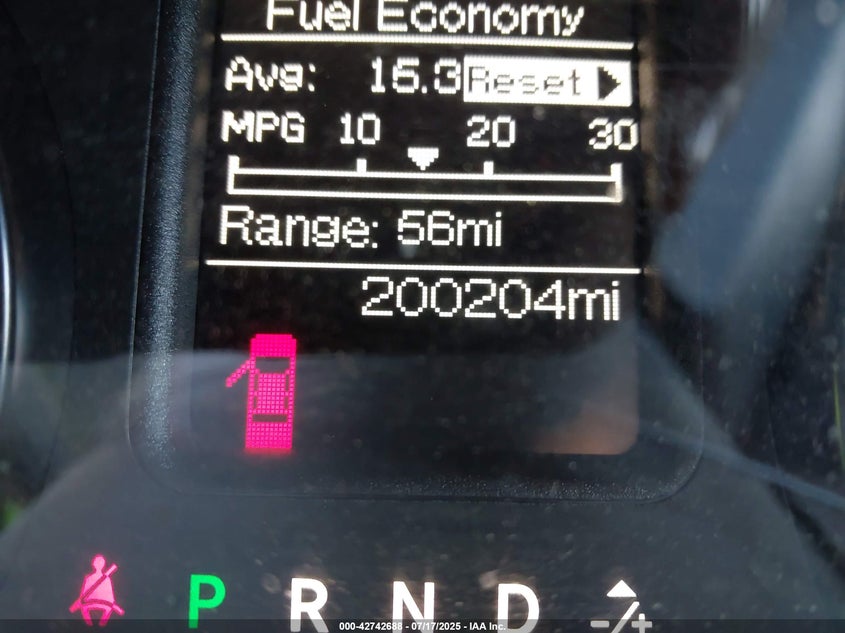 Fuel Economy
Avg: 15.3 Reset
MPG 10 20 30
Range: 56mi
200204mi
P R N D -/+
000-42742688 - 07/17/2025 - IAA Inc.